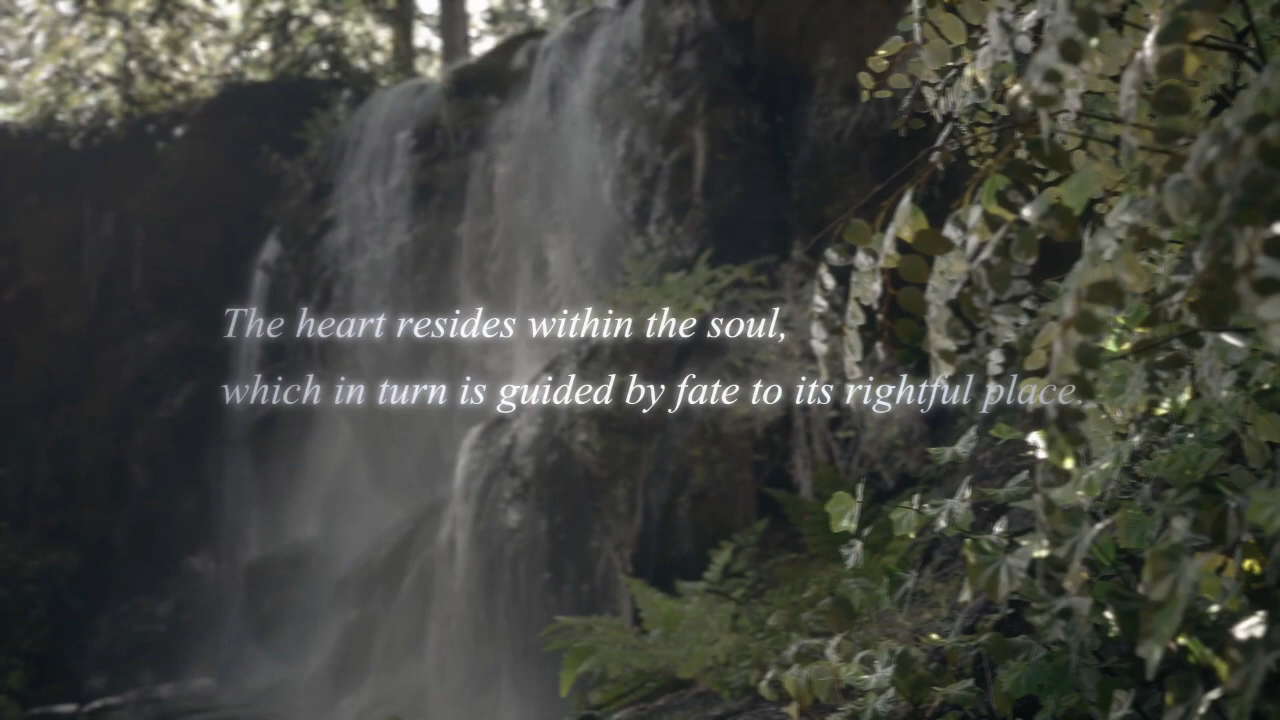 The heart resides within the soul,
which in turn is guided by fate to its rightful place.